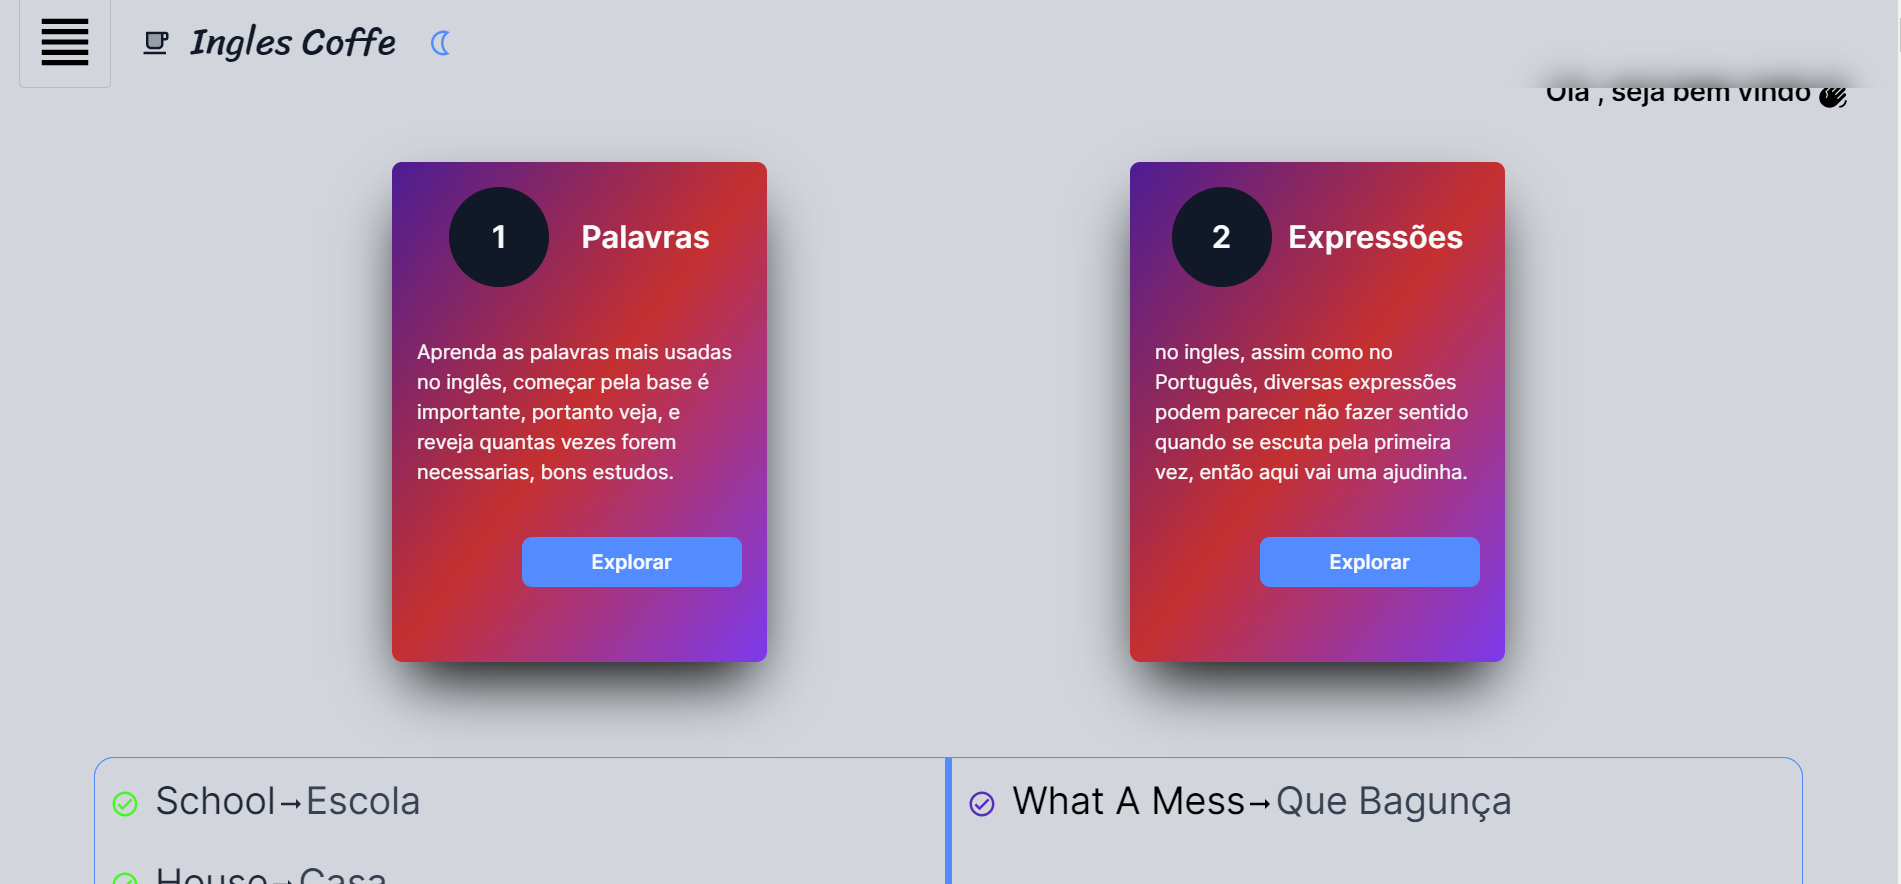 Ingles Coffe
Olá , seja bem vindo
1 Palavras
Aprenda as palavras mais usadas
no inglês, começar pela base é
importante, portanto veja, e
reveja quantas vezes forem
necessarias, bons estudos.
Explorar
2 Expressões
no ingles, assim como no
Português, diversas expressões
podem parecer não fazer sentido
quando se escuta pela primeira
vez, então aqui vai uma ajudinha.
Explorar
School→Escola
House→Casa
What A Mess→Que Bagunça